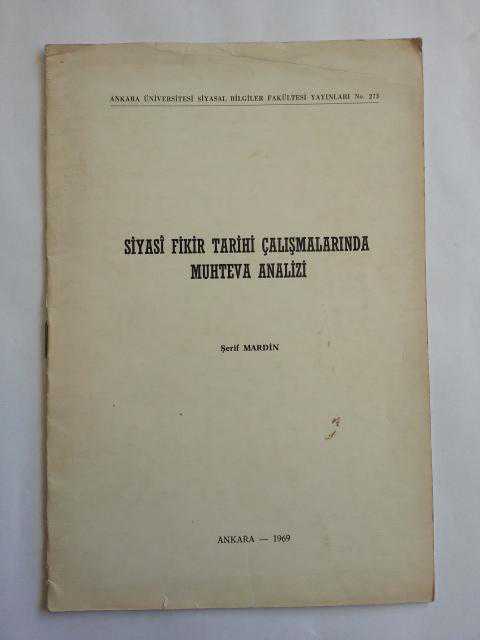 ANKARA ÜNİVERSİTESİ SİYASAL BİLGİLER FAKÜLTESİ YAYINLARI No. 273
SİYASÎ FİKİR TARİHİ ÇALIŞMALARINDA
MUHTEVA ANALİZİ
Şerif MARDİN
ANKARA — 1969